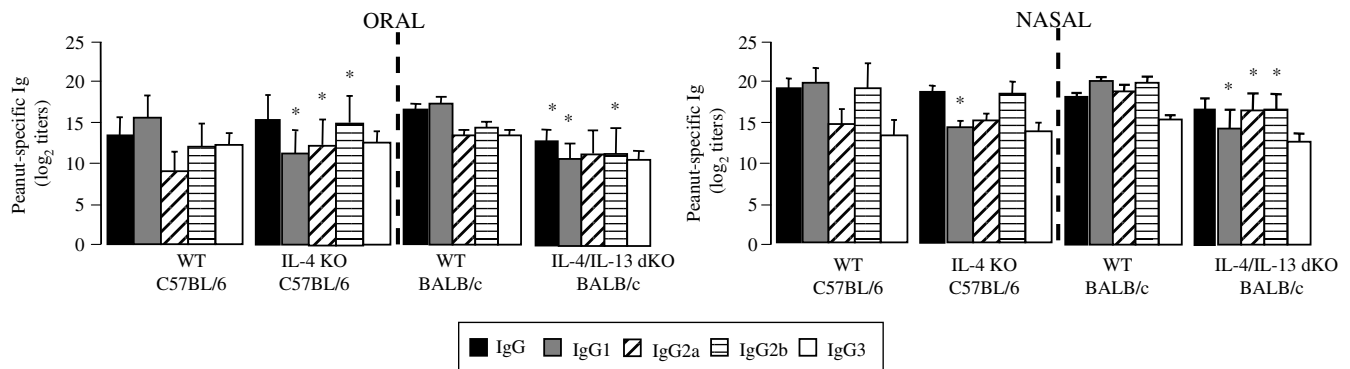 ORAL
Peanut-specific Ig
(log2 titers)
25
20
15
10
5
0
* * *
* * *
WT
C57BL/6
IL-4 KO
C57BL/6
WT
BALB/c
IL-4/IL-13 dKO
BALB/c
NASAL
Peanut-specific Ig
(log2 titers)
25
20
15
10
5
0
*
* * *
WT
C57BL/6
IL-4 KO
C57BL/6
WT
BALB/c
IL-4/IL-13 dKO
BALB/c
IgG IgG1 IgG2a IgG2b IgG3